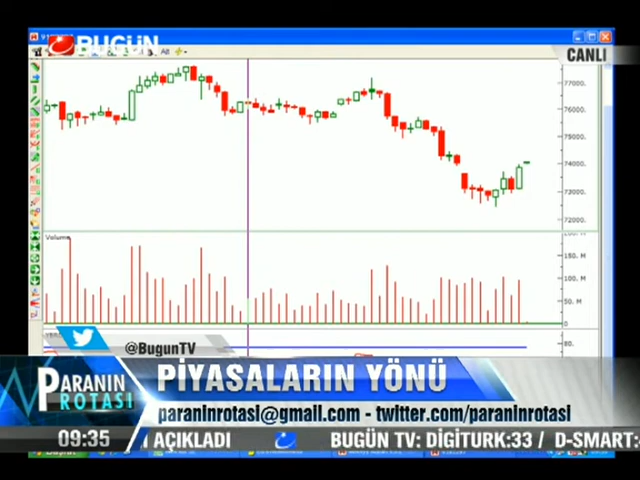 BUGÜN
CANLI
77000.
76000.
75000.
74000.
73000.
72000.
Volume
150. M
100. M
50. M
0
80.
@BugunTV
PARANIN
ROTASI
PİYASALARIN YÖNÜ
paraninrotasi@gmail.com - twitter.com/paraninrotasi
09:35
AÇIKLADI
BUGÜN TV: DİGİTURK:33 / D-SMART: